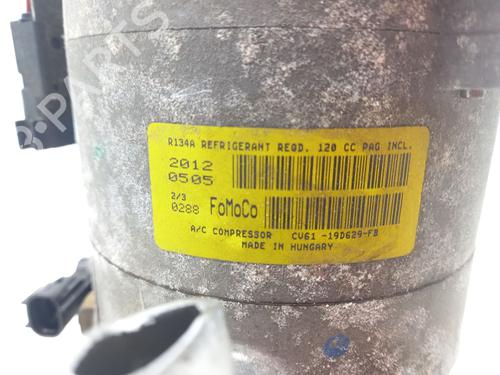 R134A REFRIGERANT REQD. 120 CC PAG INCL.
2012
0505
2/3
0288 FoMoCo
A/C COMPRESSOR CV61-19D629-FB
MADE IN HUNGARY